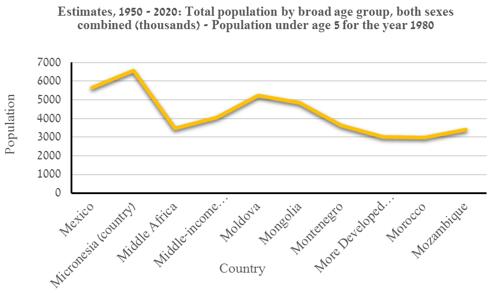 Estimates, 1950 - 2020: Total population by broad age group, both sexes
combined (thousands) - Population under age 5 for the year 1980
7000
6000
5000
4000
3000
2000
1000
0
Population
Mexico
Micronesia (country)
Middle Africa
Middle-income...
Moldova
Mongolia
Montenegro
More Developed...
Morocco
Mozambique
Country